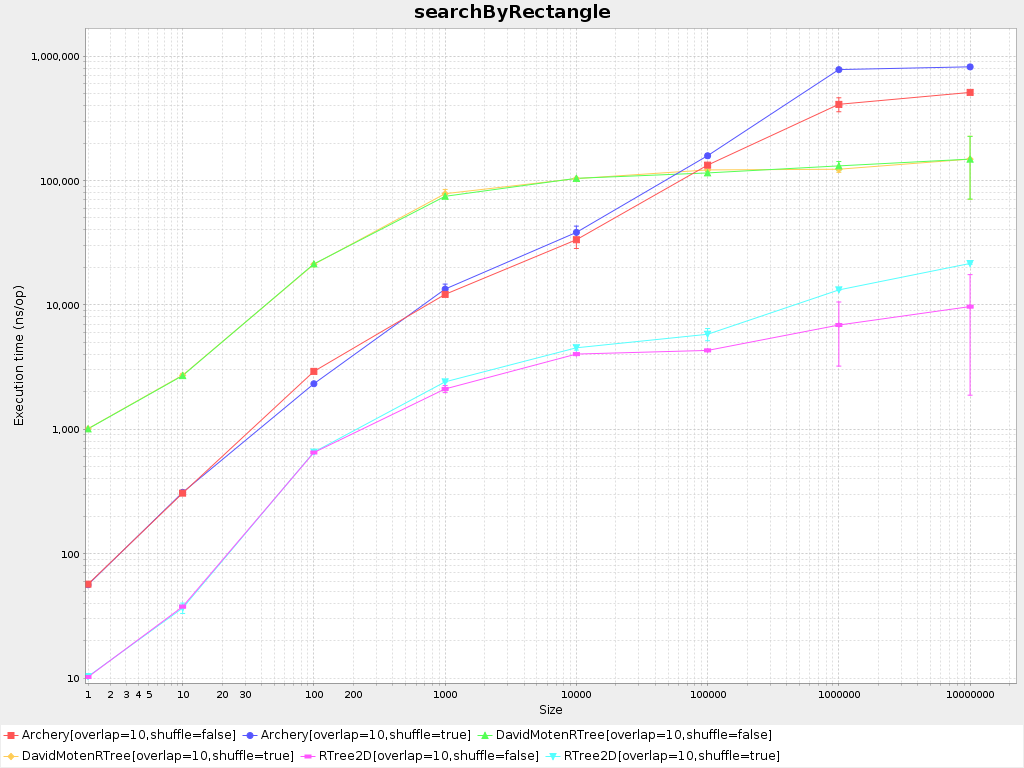 searchByRectangle
Execution time (ns/op)
1,000,000
100,000
10,000
1,000
100
10
1 2 3 4 5 10 20 30 100 200 1000 10000 100000 1000000 10000000
Size
Archery[overlap=10,shuffle=false] Archery[overlap=10,shuffle=true] DavidMotenRTree[overlap=10,shuffle=false]
DavidMotenRTree[overlap=10,shuffle=true] RTree2D[overlap=10,shuffle=false] RTree2D[overlap=10,shuffle=true]